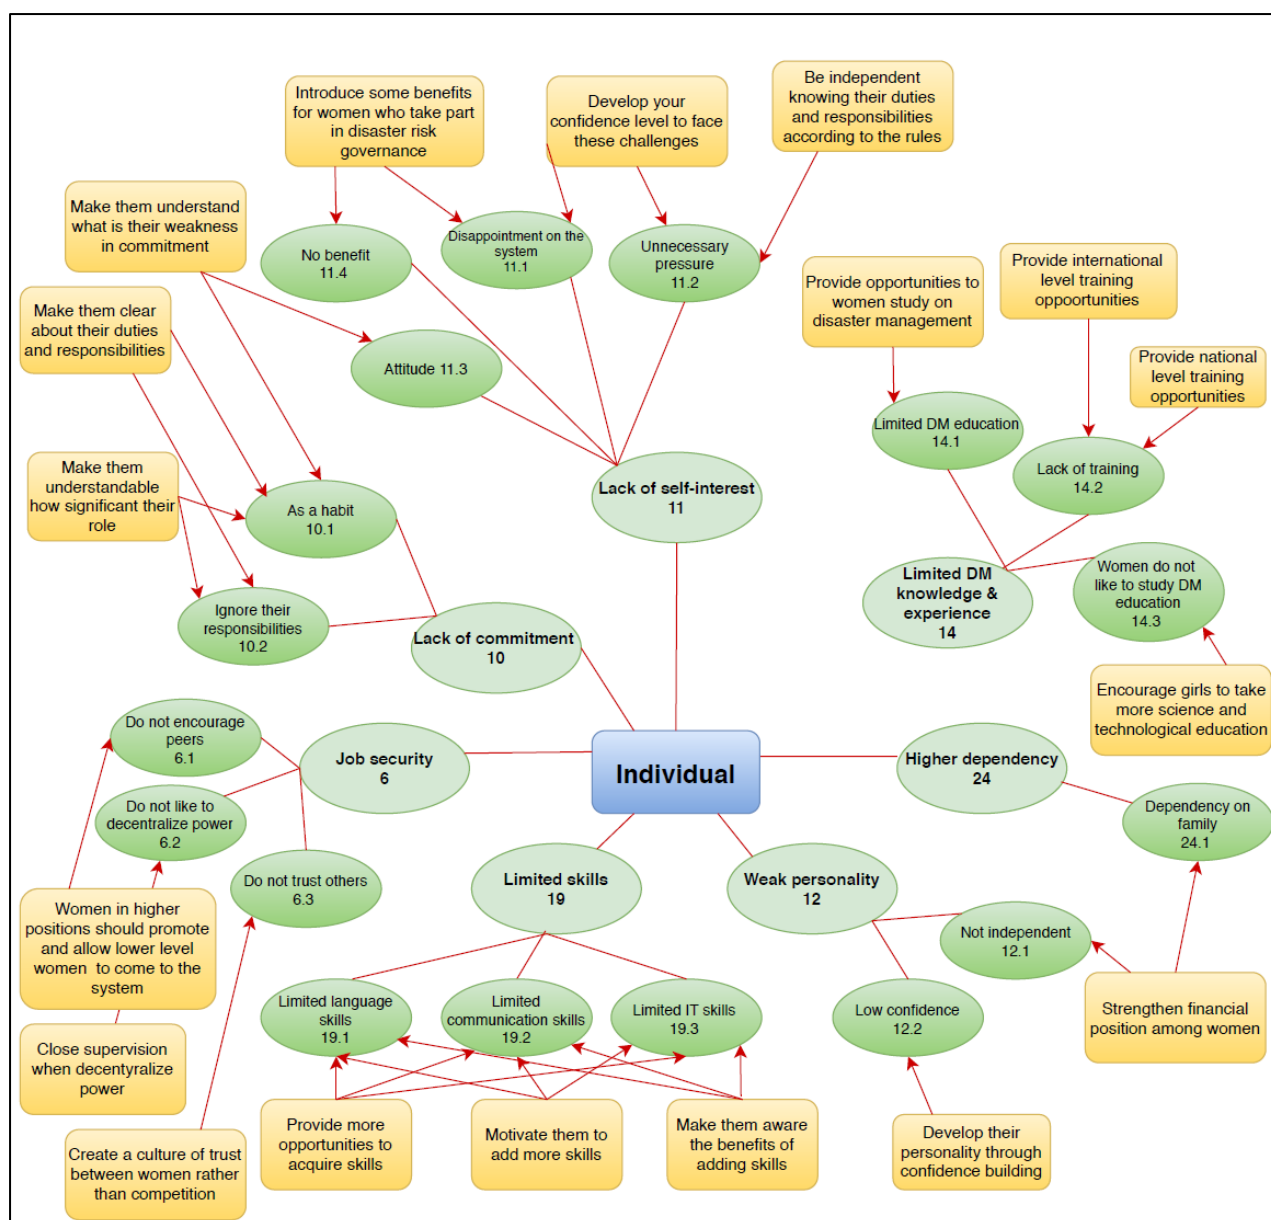 Introduce some benefits
for women who take part
in disaster risk
governance
Develop your
confidence level to face
these challenges
Be independent
knowing their duties
and responsibilities
according to the rules
Make them understand
what is their weakness
in commitment
No benefit
11.4
Disappointment on the
system
11.1
Unnecessary
pressure
11.2
Provide opportunities to
women study on
disaster management
Provide international
level training
oppoortunities
Make them clear
about their duties
and responsibilities
Attitude 11.3
Provide national
level training
opportunities
Limited DM education
14.1
Lack of training
14.2
Make them
understandable
how significant their
role
As a habit
10.1
Lack of self-interest
11
Limited DM
knowledge &
experience
14
Women do not
like to study DM
education
14.3
Ignore their
responsibilities
10.2
Lack of commitment
10
Encourage girls to take
more science and
technological education
Do not encourage
peers
6.1
Job security
6
Individual
Higher dependency
24
Do not like to
decentralize power
6.2
Dependency on
family
24.1
Do not trust others
6.3
Limited skills
19
Weak personality
12
Women in higher
positions should promote
and allow lower level
women to come to the
system
Not independent
12.1
Limited language
skills
19.1
Limited
communication skills
19.2
Limited IT skills
19.3
Low confidence
12.2
Strengthen financial
position among women
Close supervision
when decentyralize
power
Provide more
opportunities to
acquire skills
Motivate them to
add more skills
Make them aware
the benefits of
adding skills
Develop their
personality through
confidence building
Create a culture of trust
between women rather
than competition